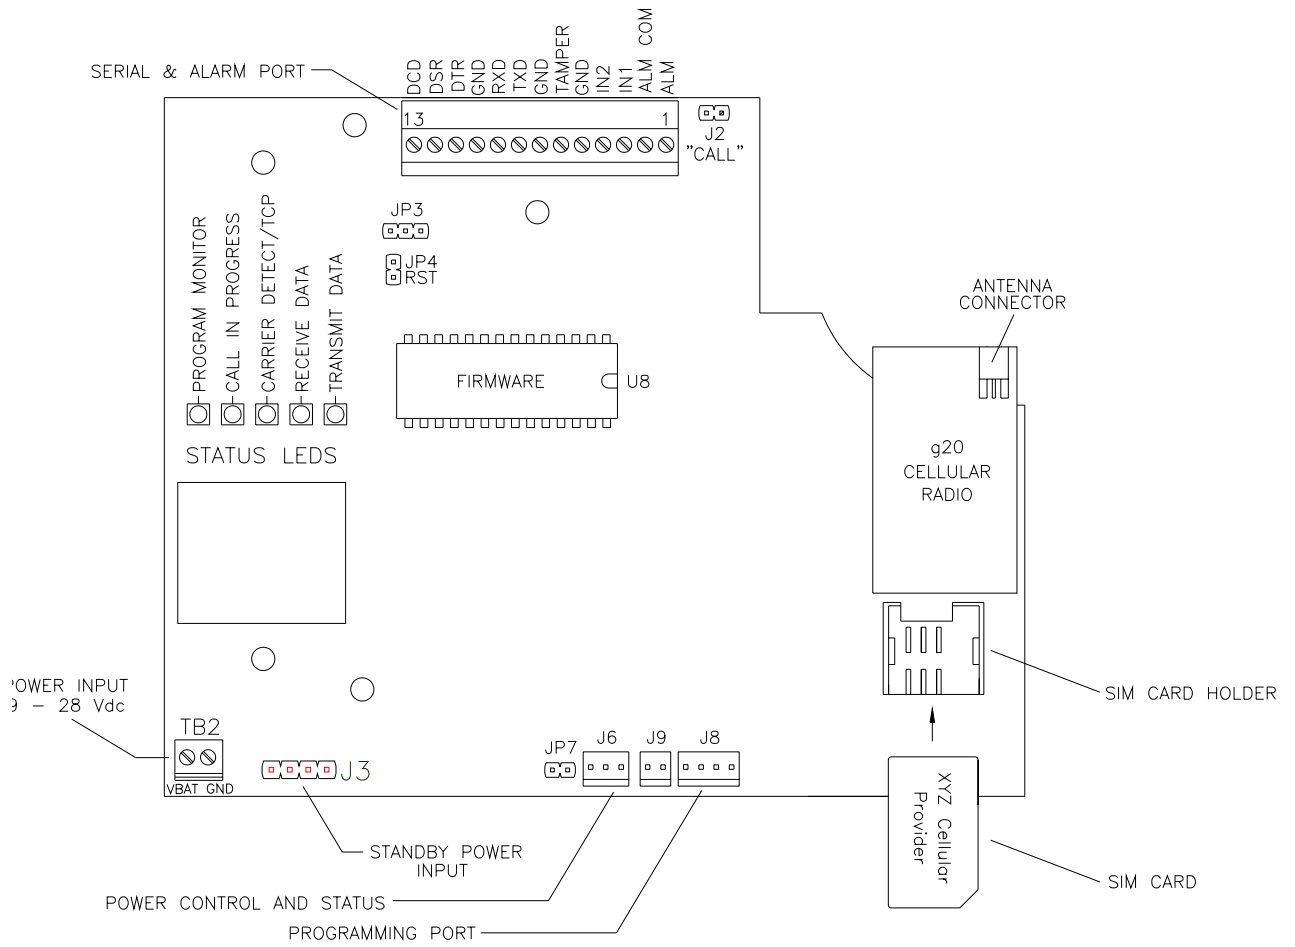 SERIAL & ALARM PORT
DCD
DSR
DTR
GND
RXD
TXD
GND
TAMPER
GND
IN2
IN1
ALM COM
ALM
13
1
J2
"CALL"
JP3
JP4
RST
PROGRAM MONITOR
CALL IN PROGRESS
CARRIER DETECT/TCP
RECEIVE DATA
TRANSMIT DATA
STATUS LEDS
FIRMWARE
U8
ANTENNA
CONNECTOR
g20
CELLULAR
RADIO
SIM CARD HOLDER
OWER INPUT
9 – 28 Vdc
TB2
VBAT GND
J3
JP7
J6
J9
J8
XYZ Cellular
Provider
STANDBY POWER
INPUT
POWER CONTROL AND STATUS
PROGRAMMING PORT
SIM CARD